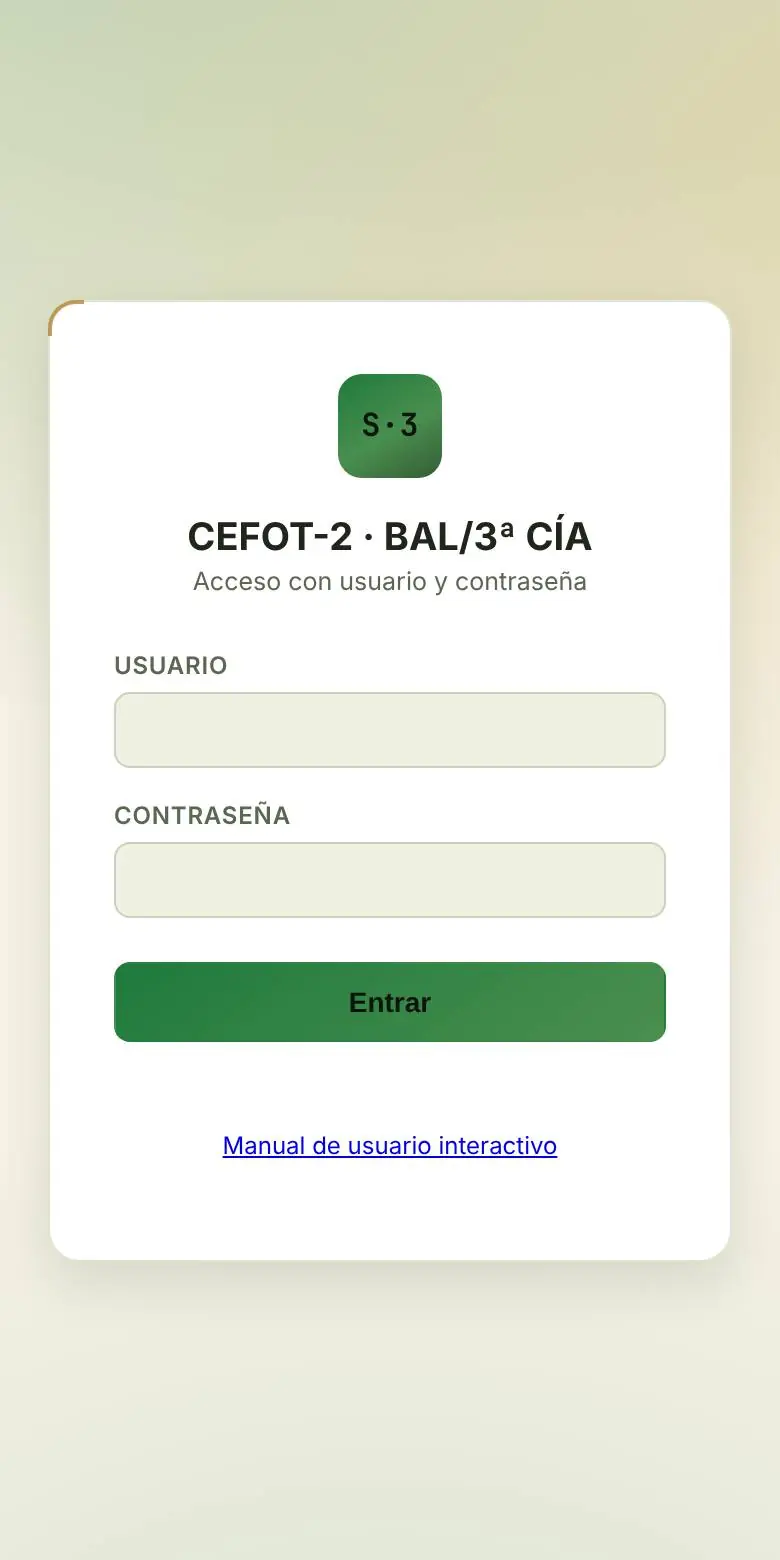 S·3
CEFOT-2 · BAL/3ª CÍA
Acceso con usuario y contraseña
USUARIO
CONTRASEÑA
Entrar
Manual de usuario interactivo